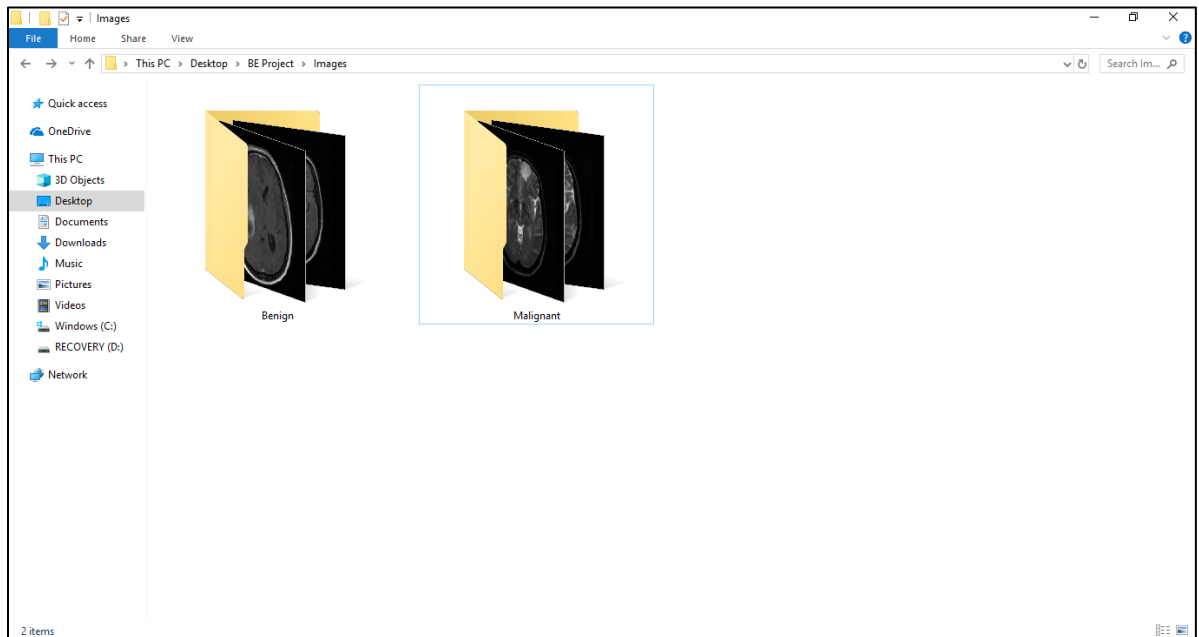 Images
File Home Share View
This PC › Desktop › BE Project › Images
Search Im...
Quick access
OneDrive
This PC
3D Objects
Desktop
Documents
Downloads
Music
Pictures
Videos
Windows (C:)
RECOVERY (D:)
Network
Benign
Malignant
2 items